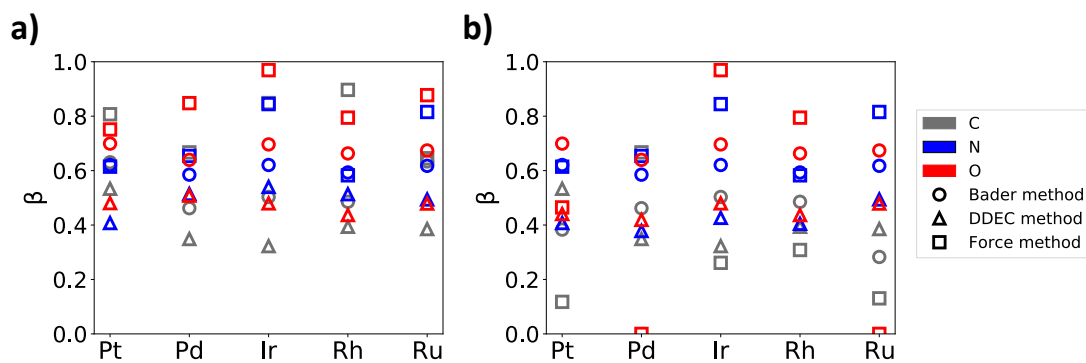 a)
1.0
0.8
0.6
0.4
0.2
0.0
β
Pt Pd Ir Rh Ru
b)
1.0
0.8
0.6
0.4
0.2
0.0
β
Pt Pd Ir Rh Ru
C
N
O
Bader method
DDEC method
Force method